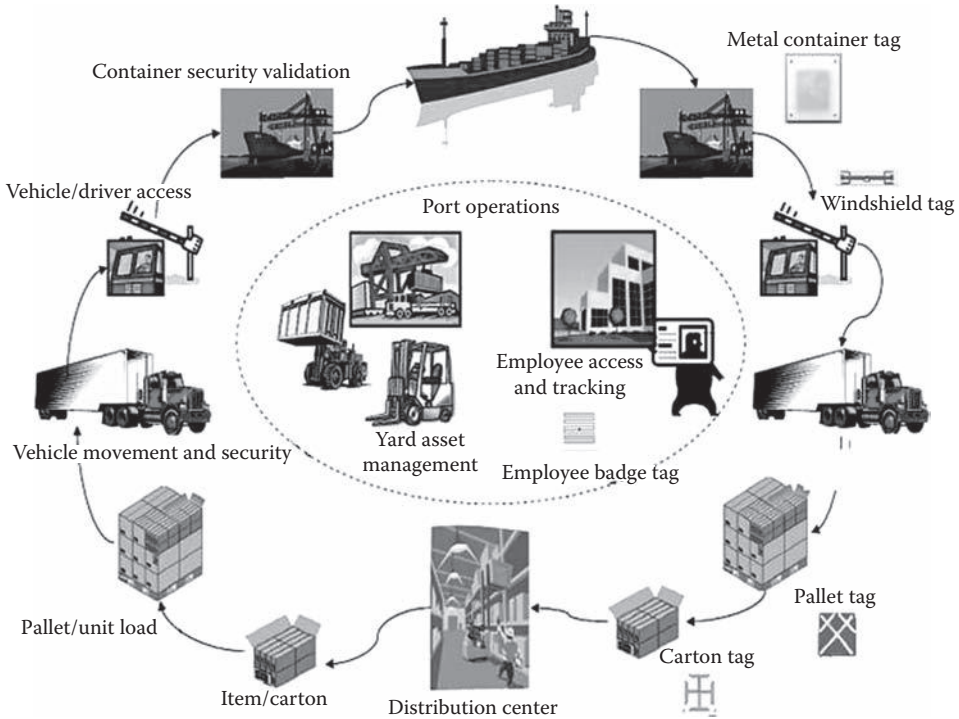 Metal container tag
Container security validation
Vehicle/driver access
Windshield tag
Port operations
Employee access
and tracking
Yard asset
management
Vehicle movement and security
Employee badge tag
Pallet/unit load
Pallet tag
Carton tag
Item/carton
Distribution center